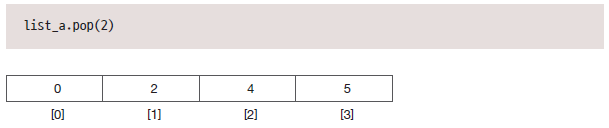 list_a.pop(2)
0 2 4 5
[0] [1] [2] [3]